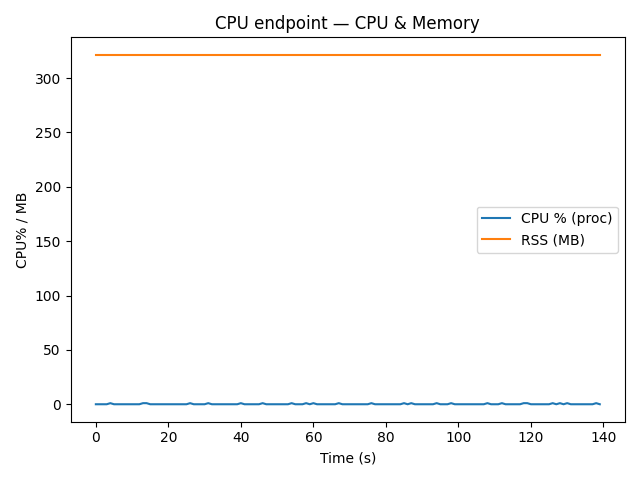 CPU endpoint — CPU & Memory
CPU% / MB
300
250
200
150
100
50
0
CPU % (proc)
RSS (MB)
0 20 40 60 80 100 120 140
Time (s)